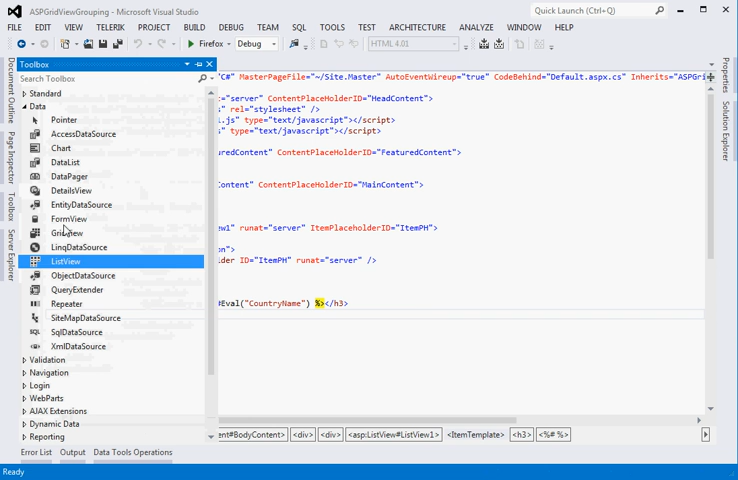 ASPGridViewGrouping - Microsoft Visual Studio
Quick Launch (Ctrl+Q)
FILE EDIT VIEW TELERIK PROJECT BUILD DEBUG TEAM SQL TOOLS TEST ARCHITECTURE ANALYZE WINDOW HELP
Firefox Debug HTML 4.01
Toolbox
Search Toolbox
Standard
Data
Pointer
AccessDataSource
Chart
DataList
DataPager
DetailsView
EntityDataSource
FormView
GridView
LinqDataSource
ListView
ObjectDataSource
QueryExtender
Repeater
SiteMapDataSource
SqlDataSource
XmlDataSource
Validation
Navigation
Login
WebParts
AJAX Extensions
Dynamic Data
Reporting
Document Outline
Page Inspector
Toolbox
Server Explorer
C#" MasterPageFile="~/Site.Master" AutoEventWireup="true" CodeBehind="Default.aspx.cs" Inherits="ASPGri
="server" ContentPlaceHolderID="HeadContent">
" rel="stylesheet" />
.js" type="text/javascript"></script>
" type="text/javascript"></script>
uredContent" ContentPlaceHolderID="FeaturedContent">
ontent" ContentPlaceHolderID="MainContent">
ew1" runat="server" ItemPlaceholderID="ItemPH">
on">
lder ID="ItemPH" runat="server" />
#Eval("CountryName") %></h3>
Properties
Solution Explorer
ent#BodyContent> <div> <div> <asp:ListView#ListView1> <ItemTemplate> <h3> <%# %>
Error List Output Data Tools Operations
Ready